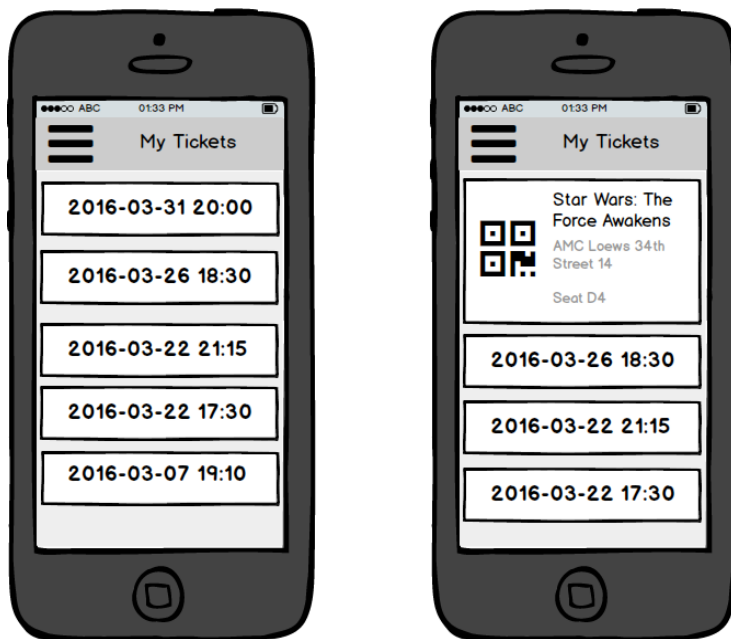 ●●●○○ ABC 01:33 PM
My Tickets
2016-03-31 20:00
2016-03-26 18:30
2016-03-22 21:15
2016-03-22 17:30
2016-03-07 19:10
●●●○○ ABC 01:33 PM
My Tickets
Star Wars: The
Force Awakens
AMC Loews 34th
Street 14
Seat D4
2016-03-26 18:30
2016-03-22 21:15
2016-03-22 17:30